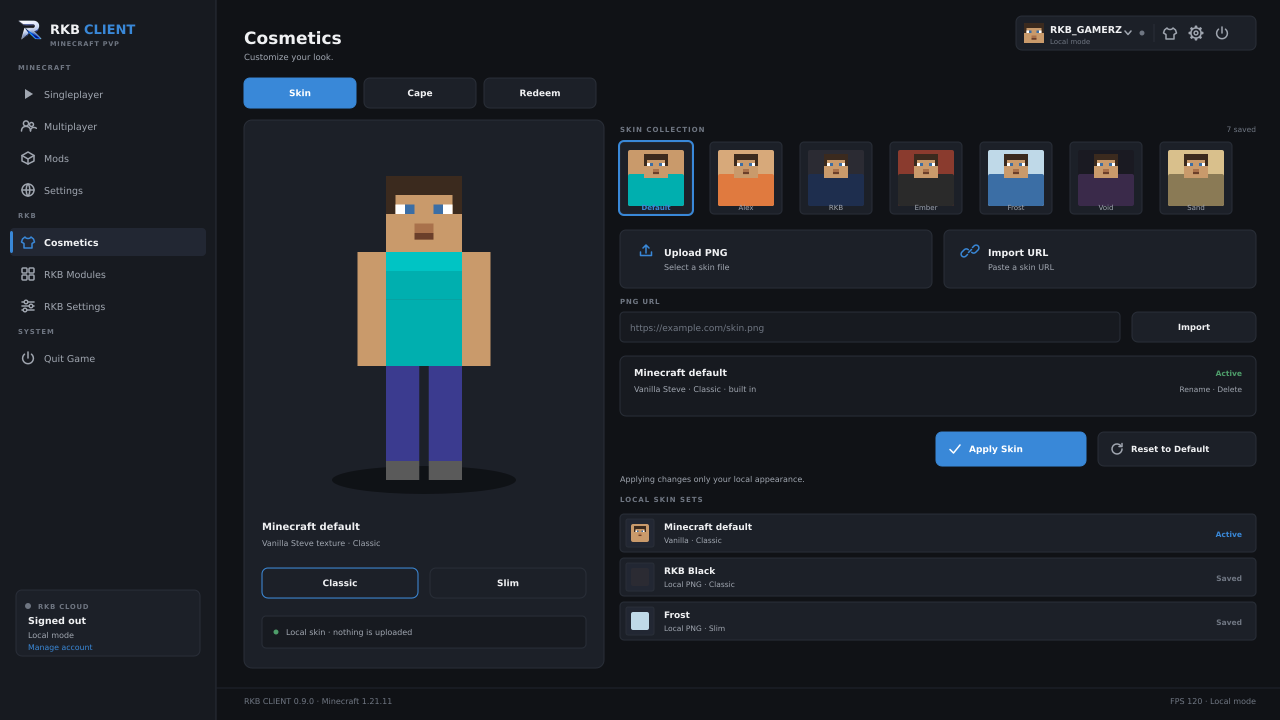 RKB CLIENT
MINECRAFT PVP
MINECRAFT
Singleplayer
Multiplayer
Mods
Settings
RKB
Cosmetics
RKB Modules
RKB Settings
SYSTEM
Quit Game
RKB CLOUD
Signed out
Local mode
Manage account
Cosmetics
Customize your look.
RKB_GAMERZ
Local mode
Skin
Cape
Redeem
Minecraft default
Vanilla Steve texture · Classic
Classic
Slim
Local skin · nothing is uploaded
SKIN COLLECTION
7 saved
Default
Alex
RKB
Ember
Frost
Void
Sand
Upload PNG
Select a skin file
Import URL
Paste a skin URL
PNG URL
https://example.com/skin.png
Import
Minecraft default
Active
Vanilla Steve · Classic · built in
Rename · Delete
Apply Skin
Reset to Default
Applying changes only your local appearance.
LOCAL SKIN SETS
Minecraft default
Vanilla · Classic
Active
RKB Black
Local PNG · Classic
Saved
Frost
Local PNG · Slim
Saved
RKB CLIENT 0.9.0 · Minecraft 1.21.11
FPS 120 · Local mode